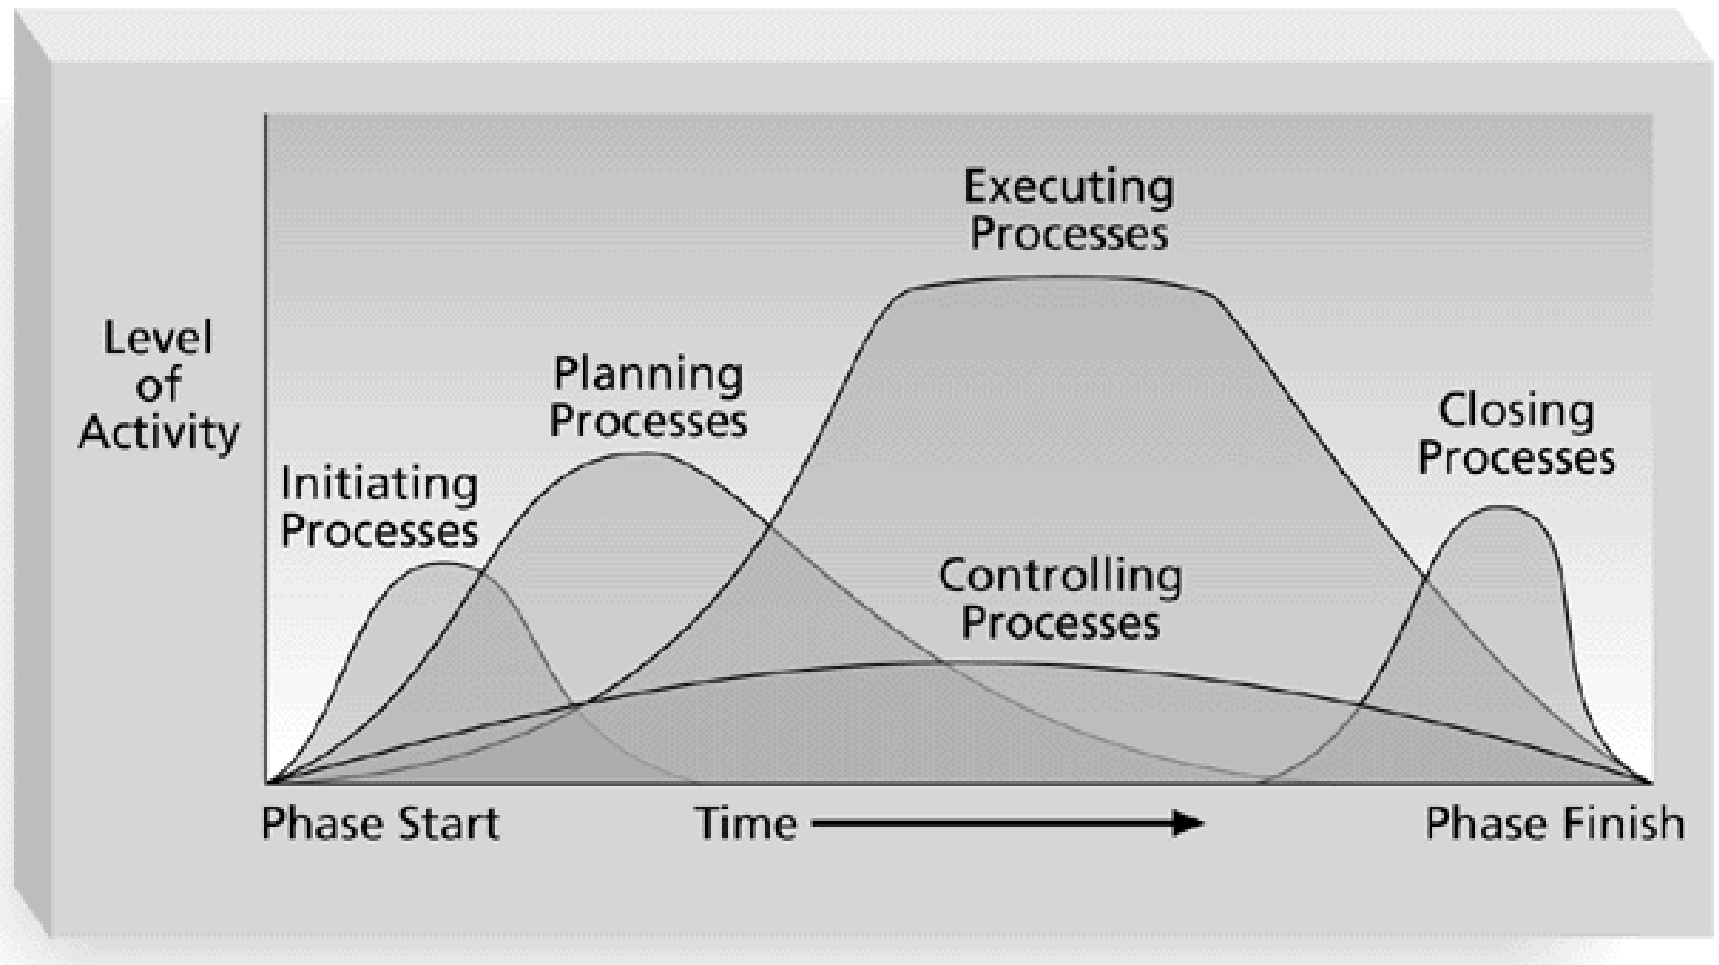 Executing
Processes
Level
of
Activity
Planning
Processes
Closing
Processes
Initiating
Processes
Controlling
Processes
Phase Start
Time
Phase Finish